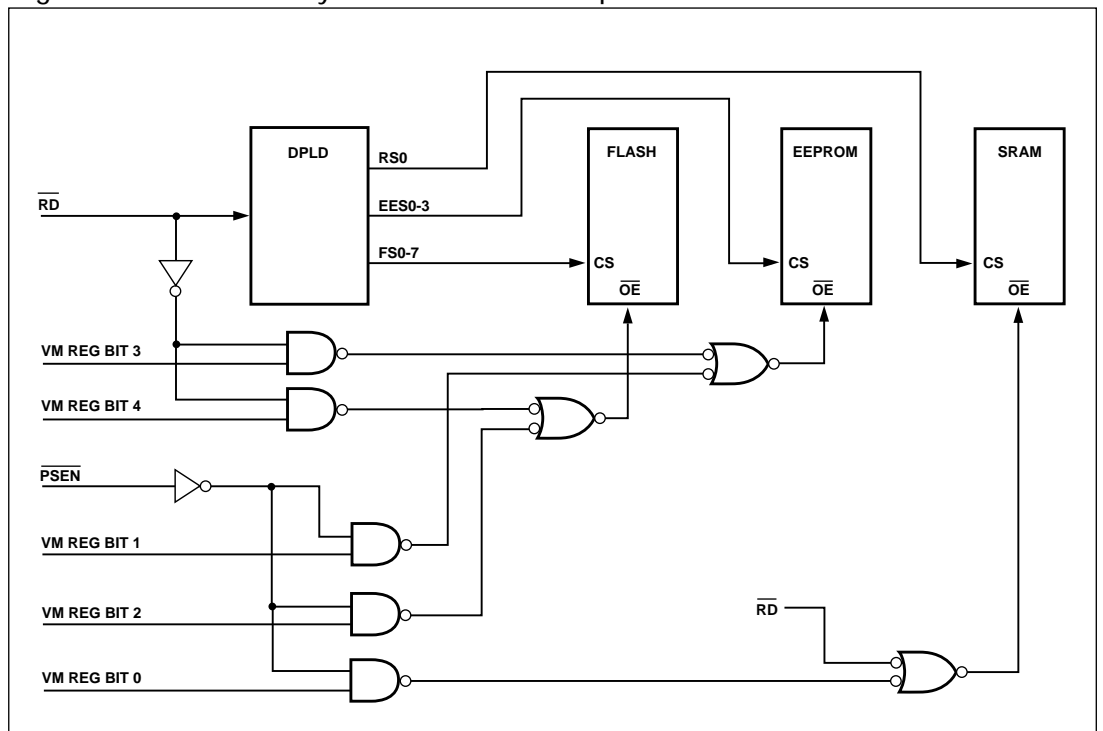 DPLD
RS0
FLASH
EEPROM
SRAM
RD
EES0-3
FS0-7
CS
CS
CS
OE
OE
OE
VM REG BIT 3
VM REG BIT 4
PSEN
VM REG BIT 1
VM REG BIT 2
RD
VM REG BIT 0